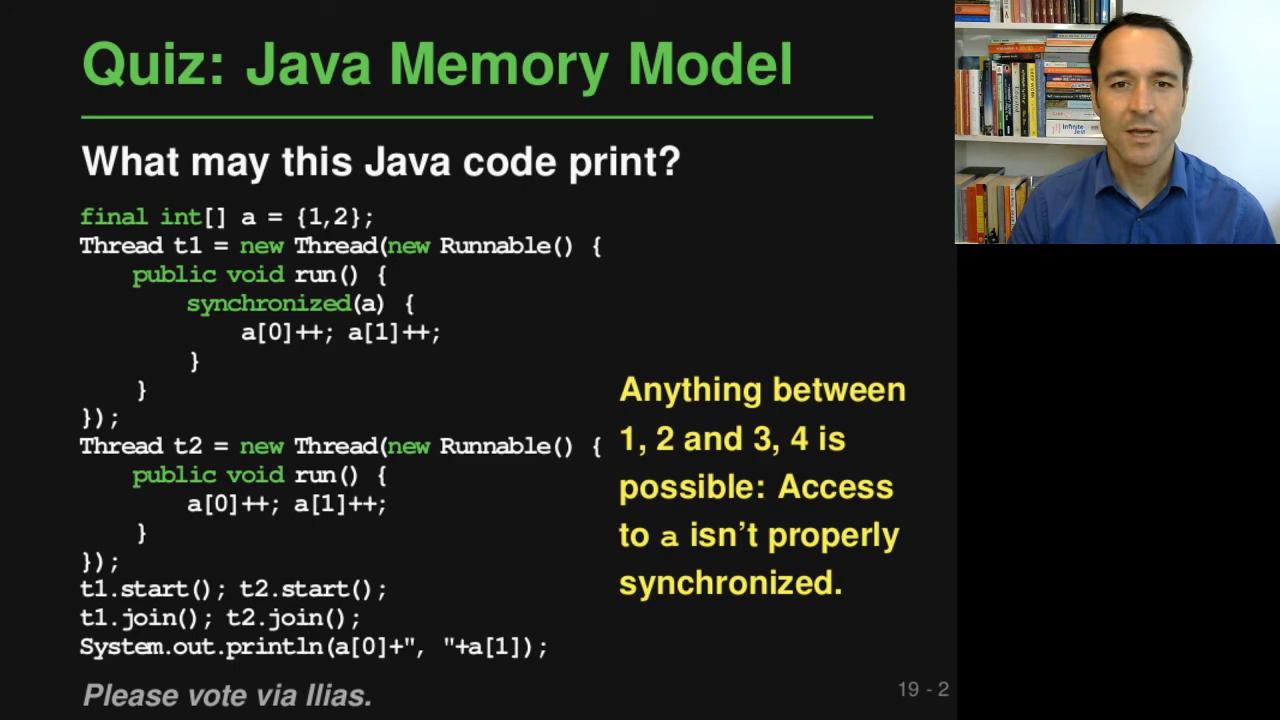 Quiz: Java Memory Model
What may this Java code print?
final int[] a = {1,2};
Thread t1 = new Thread(new Runnable() {
    public void run() {
        synchronized(a) {
            a[0]++; a[1]++;
        }
    }
});
Thread t2 = new Thread(new Runnable() {
    public void run() {
        a[0]++; a[1]++;
    }
});
t1.start(); t2.start();
t1.join(); t2.join();
System.out.println(a[0]+", "+a[1]);
Anything between
1, 2 and 3, 4 is
possible: Access
to a isn't properly
synchronized.
Please vote via Ilias.
19 - 2
Infinite
Jest